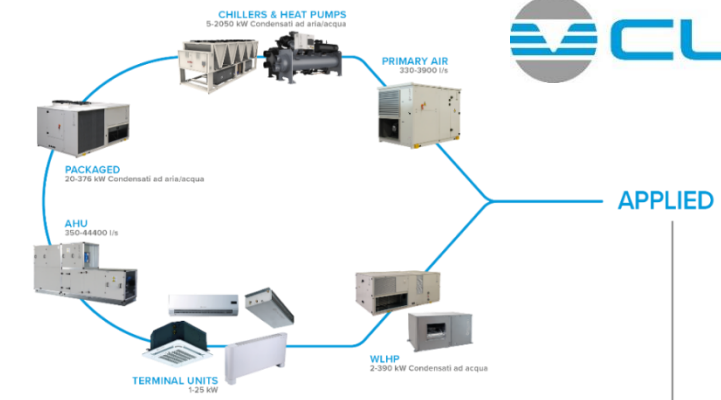 CHILLERS & HEAT PUMPS
5-2050 kW Condensati ad aria/acqua
CL
PRIMARY AIR
330-3900 l/s
PACKAGED
20-376 kW Condensati ad aria/acqua
APPLIED
AHU
350-44400 l/s
WLHP
2-390 kW Condensati ad acqua
TERMINAL UNITS
1-25 kW